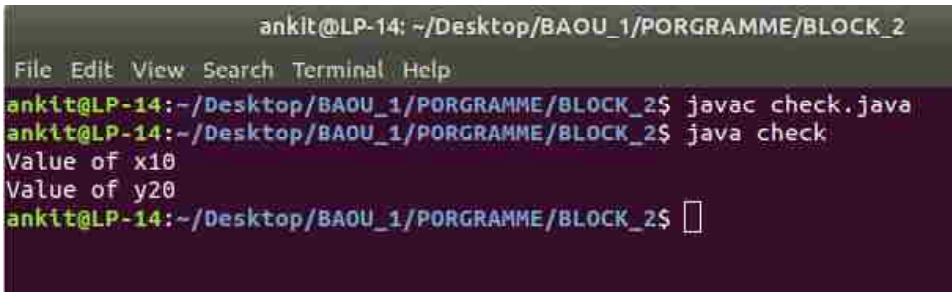 ankit@LP-14: ~/Desktop/BAOU_1/PORGRAMME/BLOCK_2
File Edit View Search Terminal Help
ankit@LP-14:~/Desktop/BAOU_1/PORGRAMME/BLOCK_2$ javac check.java
ankit@LP-14:~/Desktop/BAOU_1/PORGRAMME/BLOCK_2$ java check
Value of x10
Value of y20
ankit@LP-14:~/Desktop/BAOU_1/PORGRAMME/BLOCK_2$